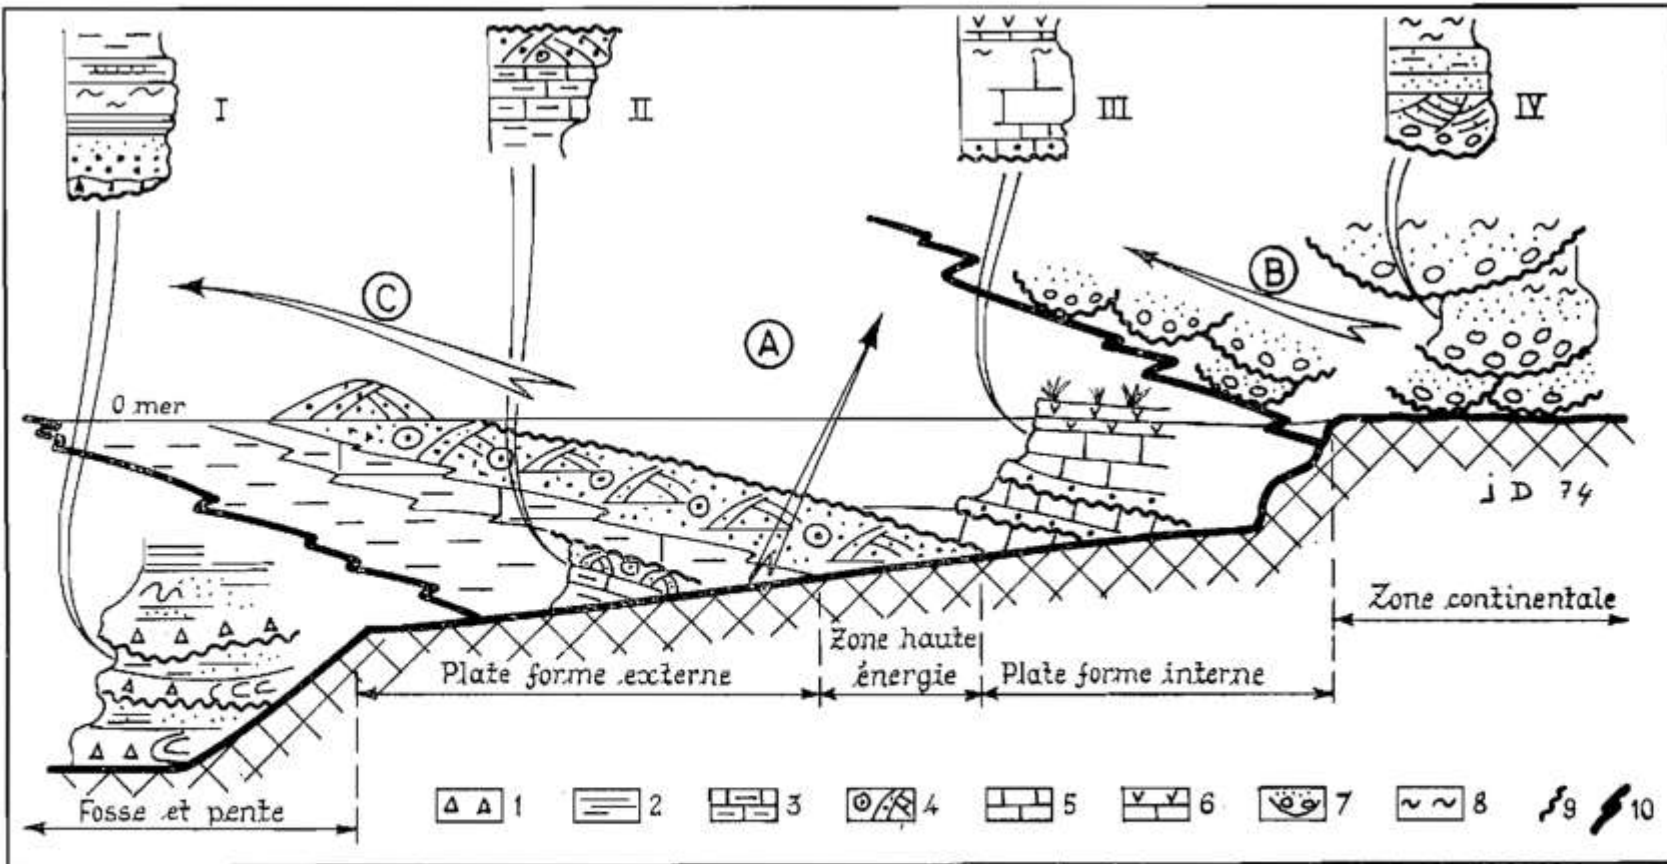 I
II
III
IV
C
A
B
0 mer
j D 74
Zone continentale
Zone haute
énergie
Plate forme externe
Plate forme interne
Fosse et pente
1
2
3
4
5
6
7
8
9
10